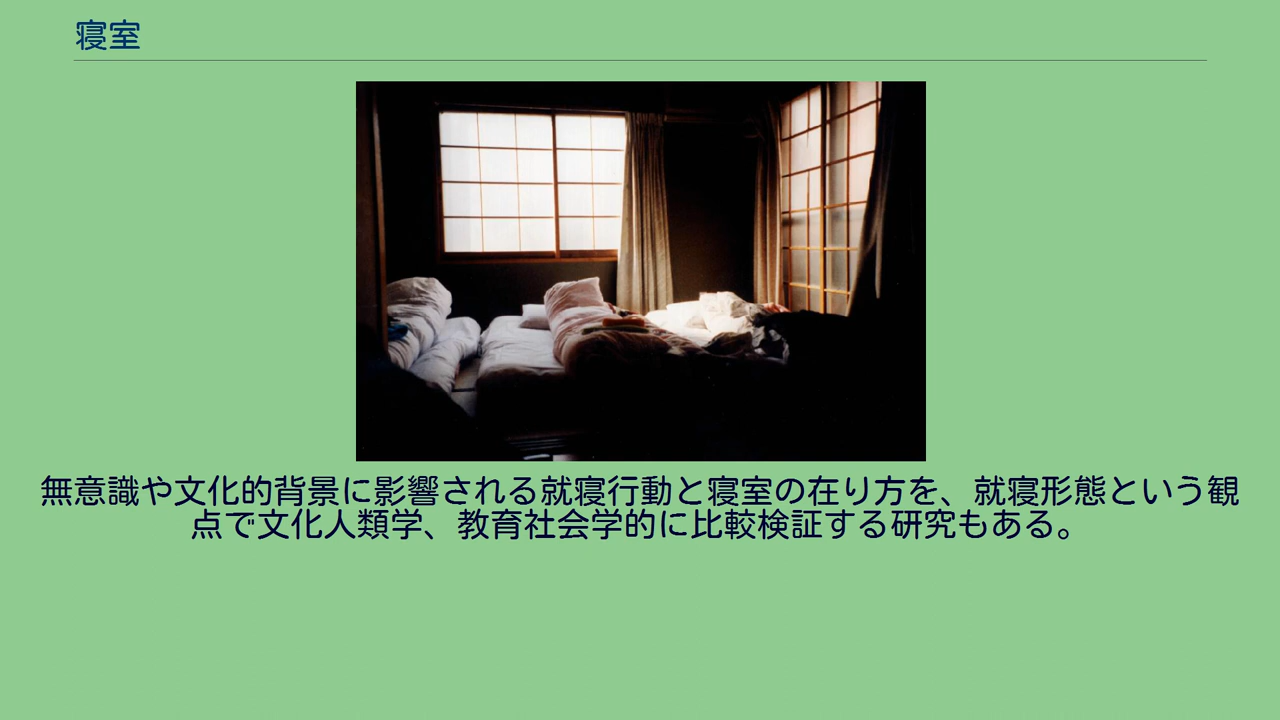 寝室
無意識や文化的背景に影響される就寝行動と寝室の在り方を、就寝形態という観
点で文化人類学、教育社会学的に比較検証する研究もある。